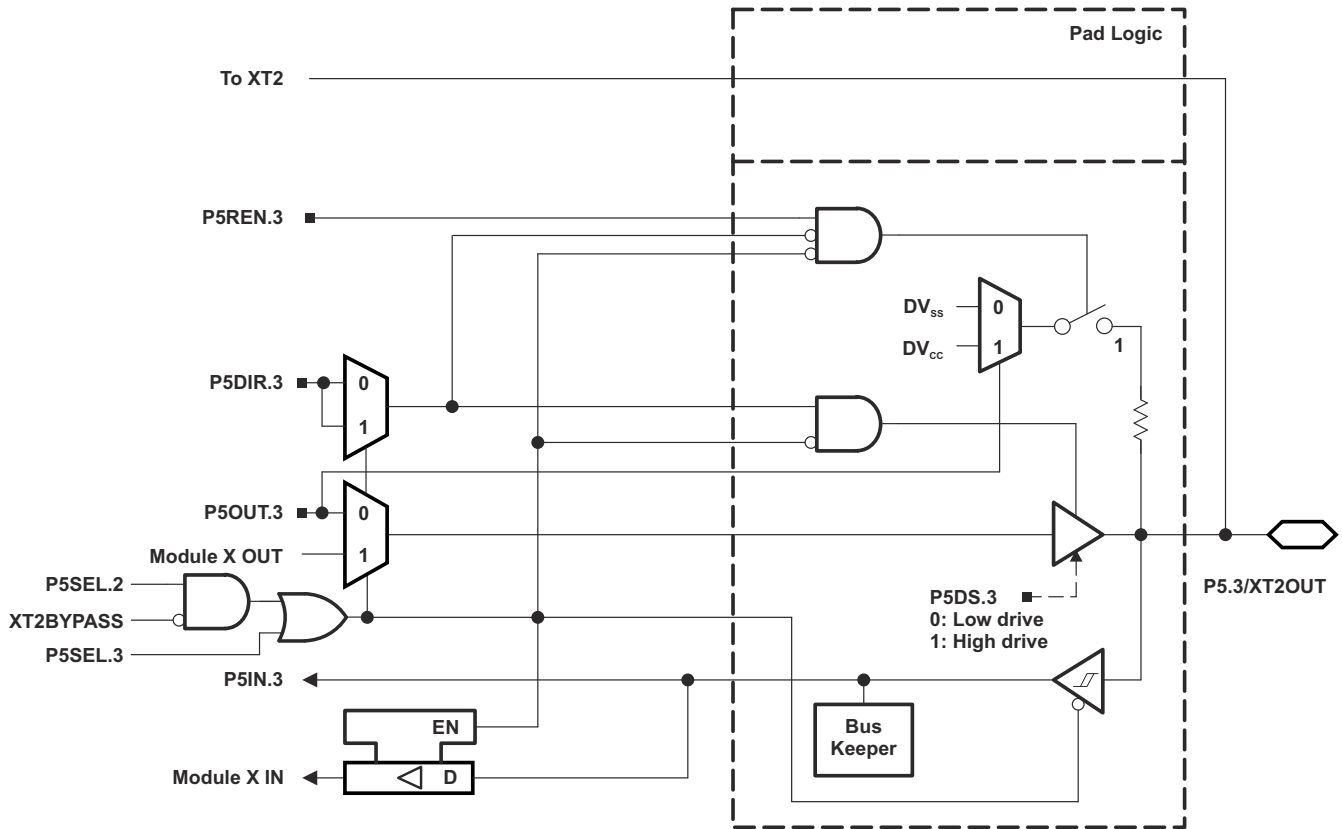 Pad Logic
To XT2
P5REN.3
DVSS
0
DVCC
1
1
P5DIR.3
0
1
P5OUT.3
0
Module X OUT
1
P5SEL.2
XT2BYPASS
P5SEL.3
P5DS.3
0: Low drive
1: High drive
P5.3/XT2OUT
P5IN.3
EN
Bus
Keeper
Module X IN
D